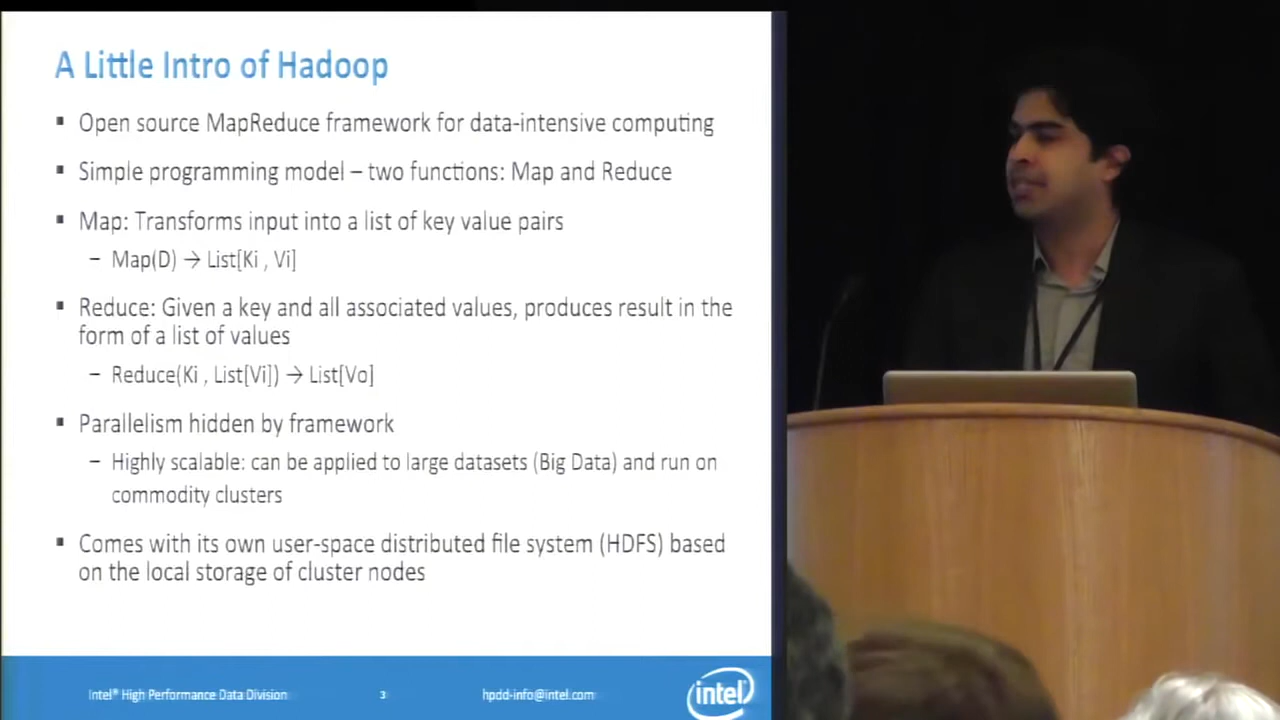 A Little Intro of Hadoop
▪ Open source MapReduce framework for data-intensive computing
▪ Simple programming model – two functions: Map and Reduce
▪ Map: Transforms input into a list of key value pairs
– Map(D) → List[Ki , Vi]
▪ Reduce: Given a key and all associated values, produces result in the
form of a list of values
– Reduce(Ki , List[Vi]) → List[Vo]
▪ Parallelism hidden by framework
– Highly scalable: can be applied to large datasets (Big Data) and run on
commodity clusters
▪ Comes with its own user-space distributed file system (HDFS) based
on the local storage of cluster nodes
Intel® High Performance Data Division 3 hpdd-info@intel.com intel